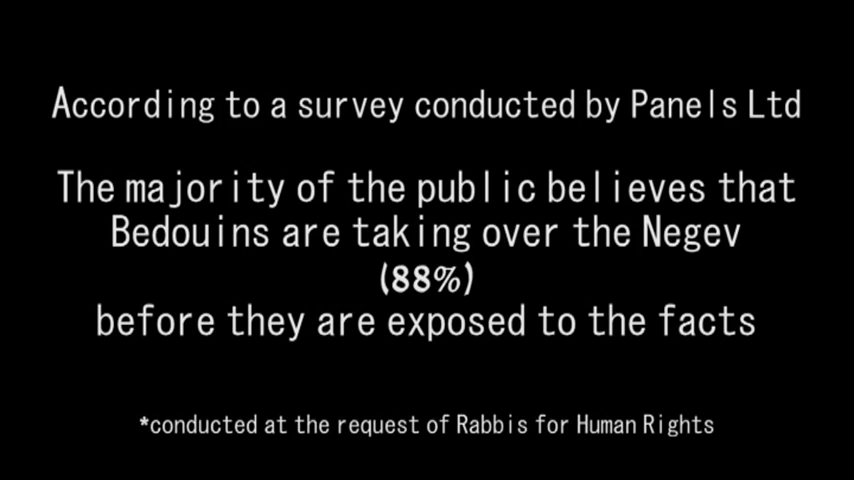 According to a survey conducted by Panels Ltd
The majority of the public believes that
Bedouins are taking over the Negev
(88%)
before they are exposed to the facts
*conducted at the request of Rabbis for Human Rights